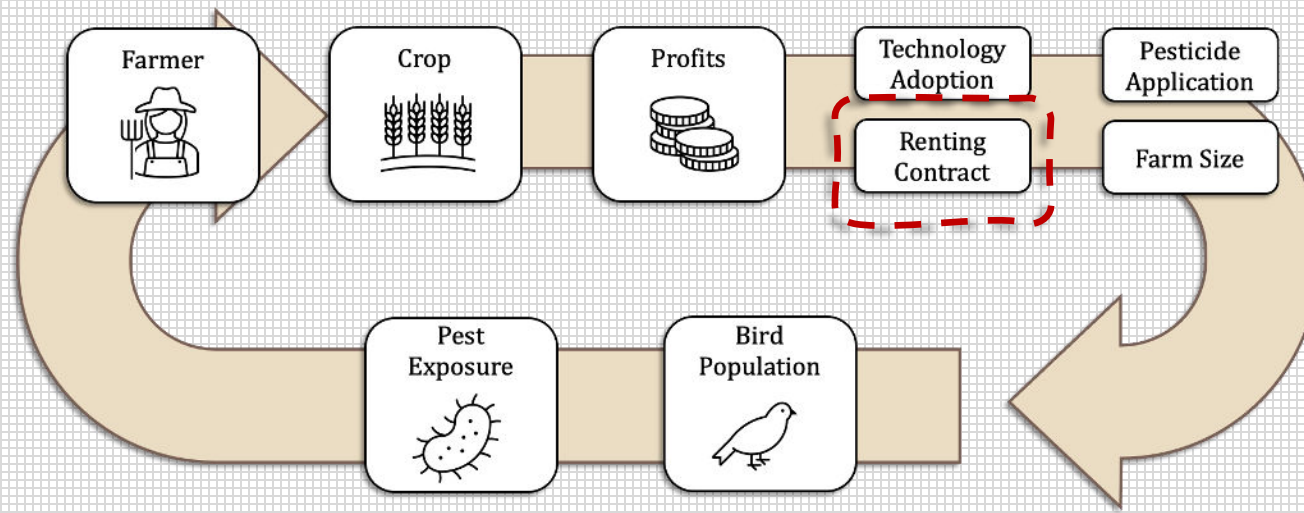 Farmer
Crop
Profits
Technology
Adoption
Pesticide
Application
Renting
Contract
Farm Size
Pest
Exposure
Bird
Population